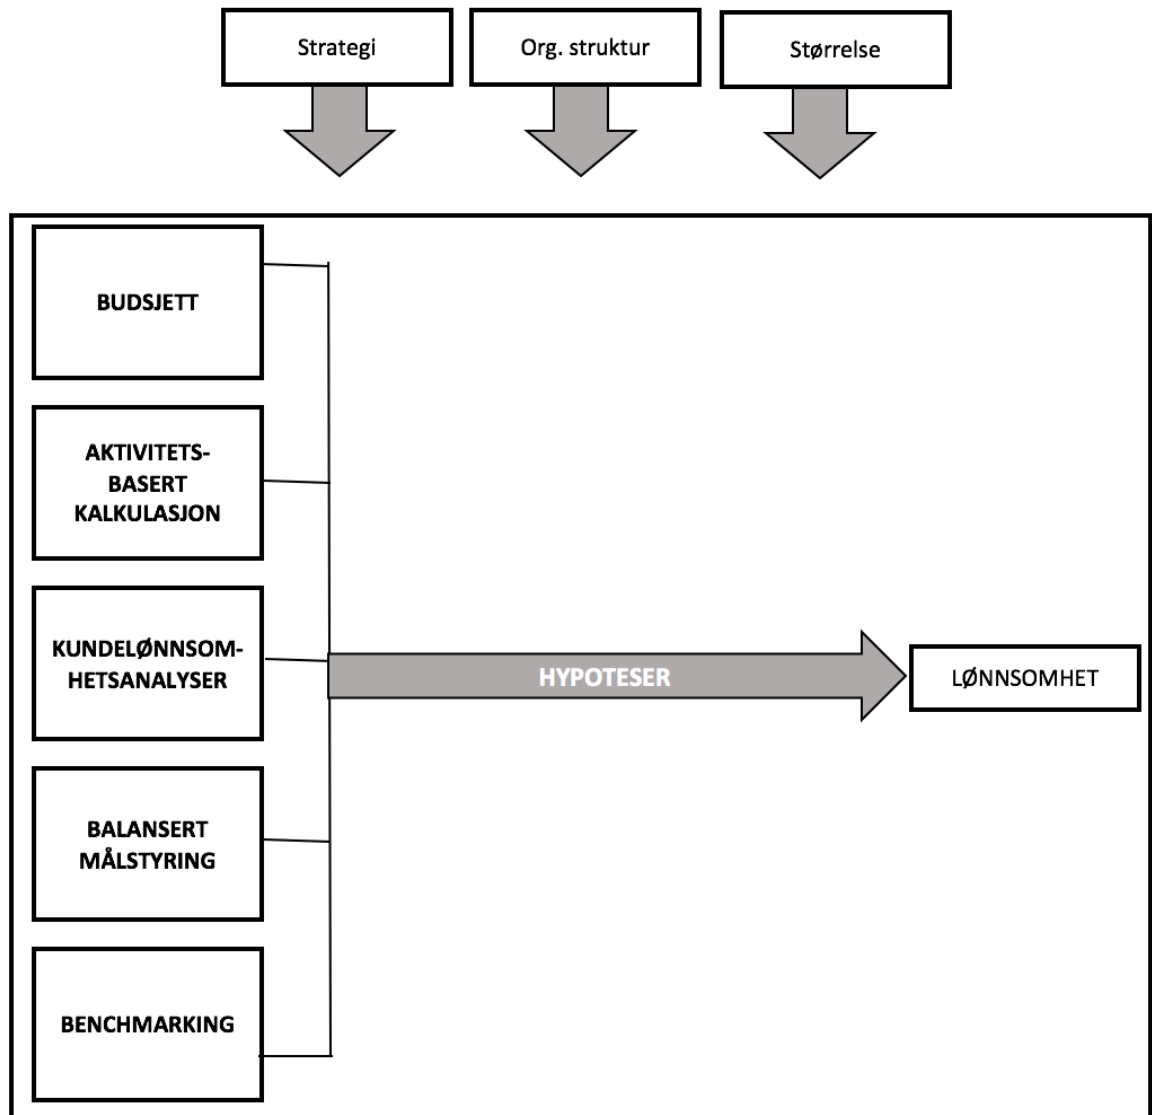 Strategi
Org. struktur
Størrelse
BUDSJETT
AKTIVITETS-
BASERT
KALKULASJON
KUNDELØNNSOM-
HETSANALYSER
HYPOTESER
LØNNSOMHET
BALANSERT
MÅLSTYRING
BENCHMARKING